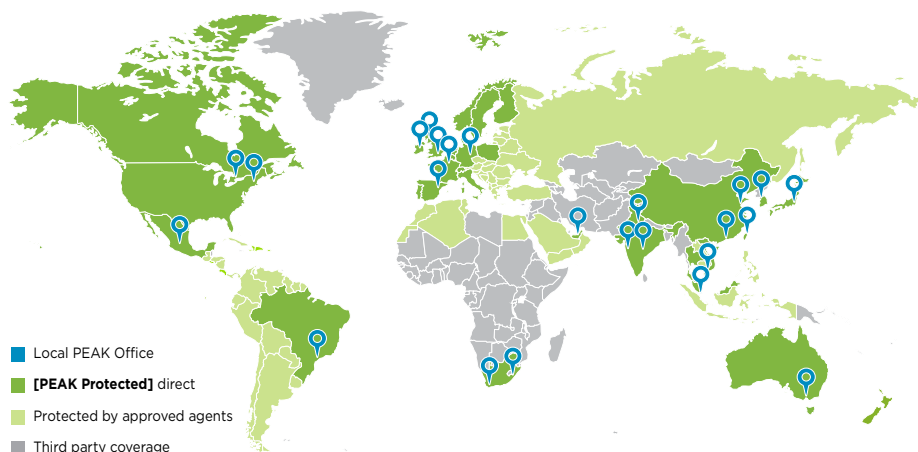 Local PEAK Office
[PEAK Protected] direct
Protected by approved agents
Third party coverage